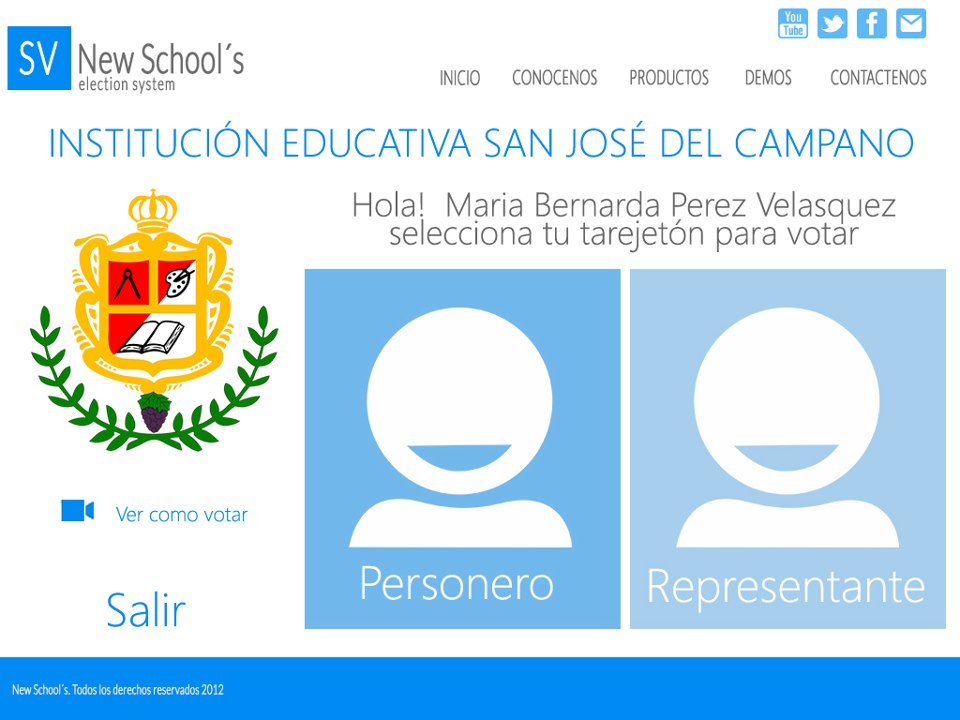 You
Tube
SV New School´s
election system
INICIO CONOCENOS PRODUCTOS DEMOS CONTACTENOS
INSTITUCIÓN EDUCATIVA SAN JOSÉ DEL CAMPANO
Hola! Maria Bernarda Perez Velasquez
selecciona tu tarejetón para votar
Ver como votar
Salir
Personero
Representante
New School´s. Todos los derechos reservados 2012